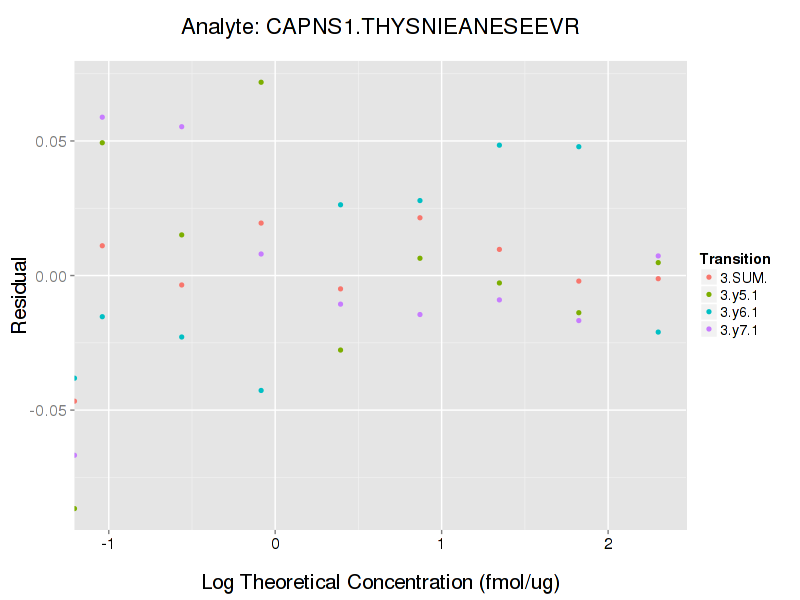 Analyte: CAPNS1.THYSNIEANESEEVR
0.05
0.00
-0.05
Residual
-1
0
1
2
Log Theoretical Concentration (fmol/ug)
Transition
3.SUM.
3.y5.1
3.y6.1
3.y7.1